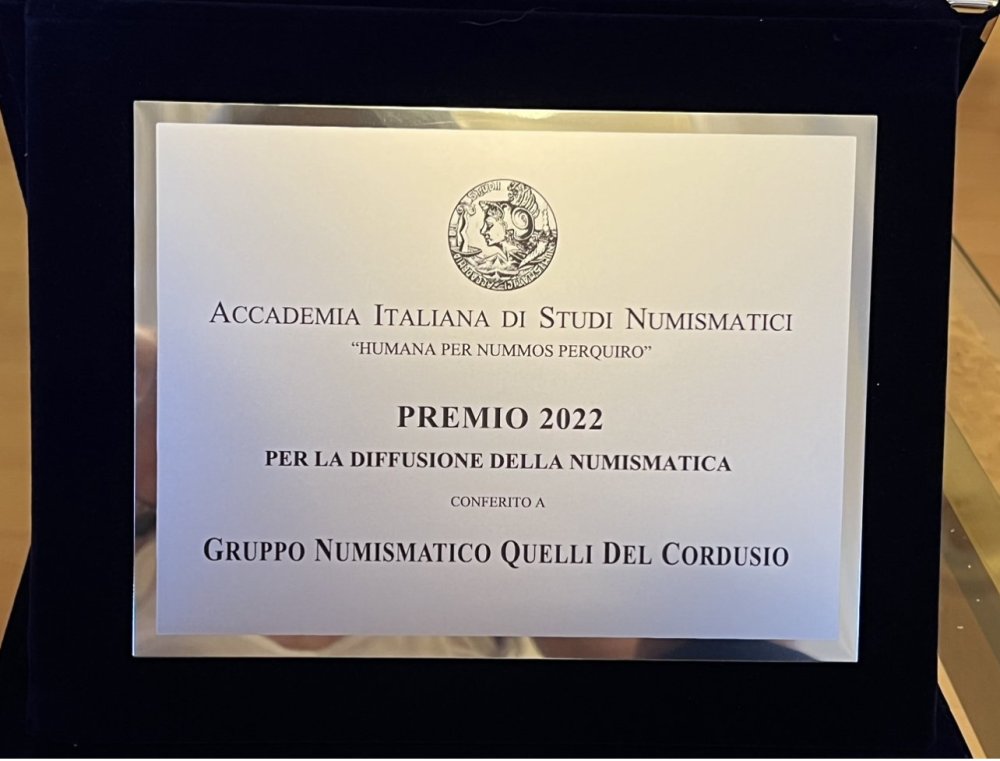 ACCADEMIA ITALIANA DI STUDI NUMISMATICI
“HUMANA PER NUMMOS PERQUIRO”
PREMIO 2022
PER LA DIFFUSIONE DELLA NUMISMATICA
CONFERITO A
GRUPPO NUMISMATICO QUELLI DEL CORDUSIO